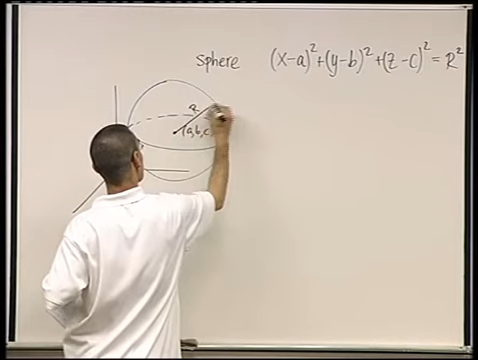 Sphere (x-a)² + (y-b)² + (z-c)² = R²
R
(a,b,c